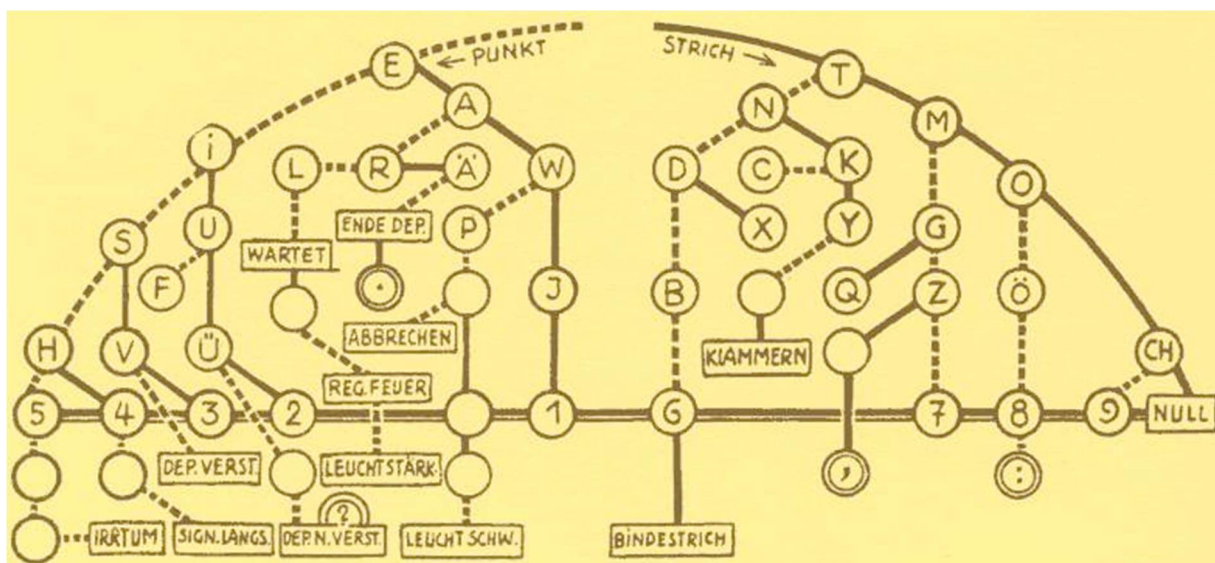 ← PUNKT STRICH →
E T
A N M
i L R Ä W D C K O
S U P X Y G
ENDE DEP.
WARTET
F . J B Q Z Ö
ABBRECHEN KLAMMERN
H V Ü CH
REG.FEUER
5 4 3 2 1 6 7 8 9 NULL
DEP.VERST. LEUCHTSTÄRK. , :
?
IRRTUM SIGN.LANGS. DEP.N.VERST. LEUCHT SCHW. BINDESTRICH